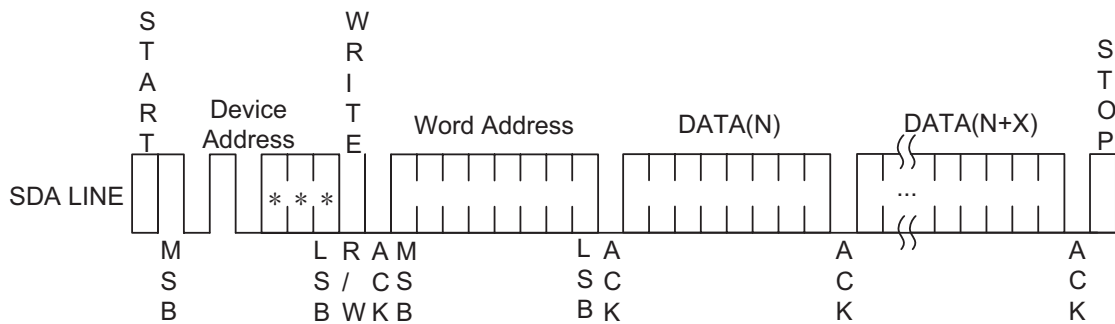 START
WRITE
STOP
Device
Address
Word Address
DATA(N)
DATA(N+X)
SDA LINE
* * *
...
MSB
LSB
R/W
ACK
MSB
LSB
ACK
ACK
ACK